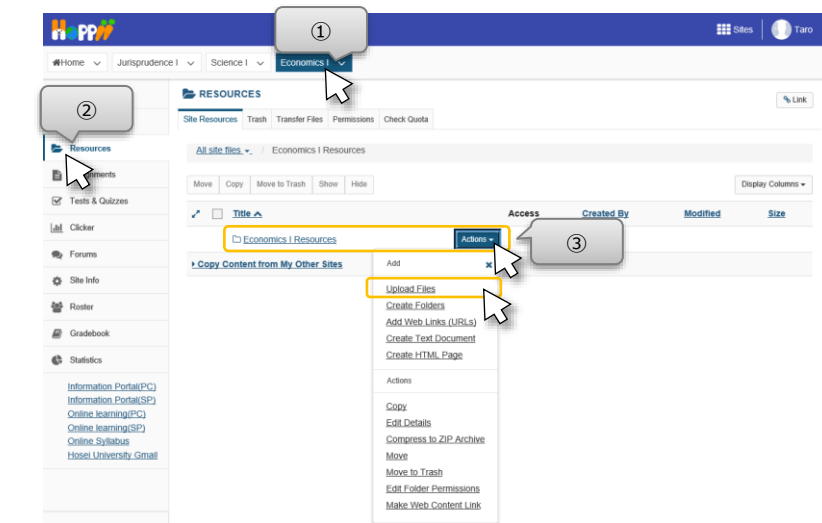 Hoppii
①
Sites
Taro
Home
Jurisprudence I
Science I
Economics I
②
RESOURCES
Link
Site Resources
Trash
Transfer Files
Permissions
Check Quota
Resources
All site files
/
Economics I Resources
Move
Copy
Move to Trash
Show
Hide
Display Columns
Tests & Quizzes
Title
Access
Created By
Modified
Size
Clicker
Economics I Resources
Actions
③
Forums
Copy Content from My Other Sites
Add
Site Info
Upload Files
Roster
Create Folders
Add Web Links (URLs)
Gradebook
Create Text Document
Create HTML Page
Statistics
Actions
Information Portal(PC)
Information Portal(SP)
Online learning(PC)
Online learning(SP)
Online Syllabus
Hosei University Gmail
Copy
Edit Details
Compress to ZIP Archive
Move
Move to Trash
Edit Folder Permissions
Make Web Content Link